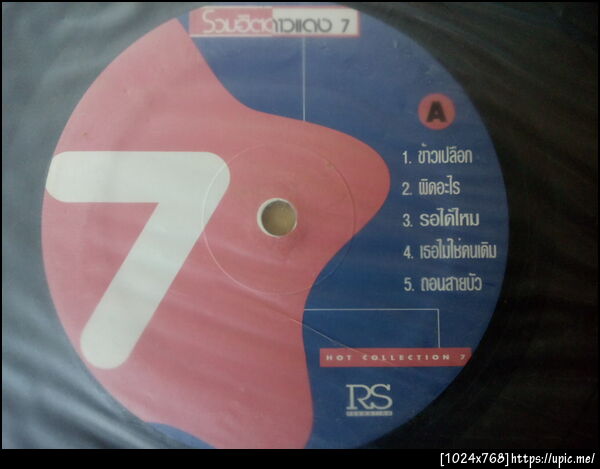 รวมฮิตดาวแดง 7
A
1. ข้าวเปลือก
2. ผิดอะไร
3. รอได้ไหม
4. เธอไม่ใช่คนเดิม
5. ถอนสายบัว
7
HOT COLLECTION 7
RS
PROMOTION
[1024x768]https://upic.me/